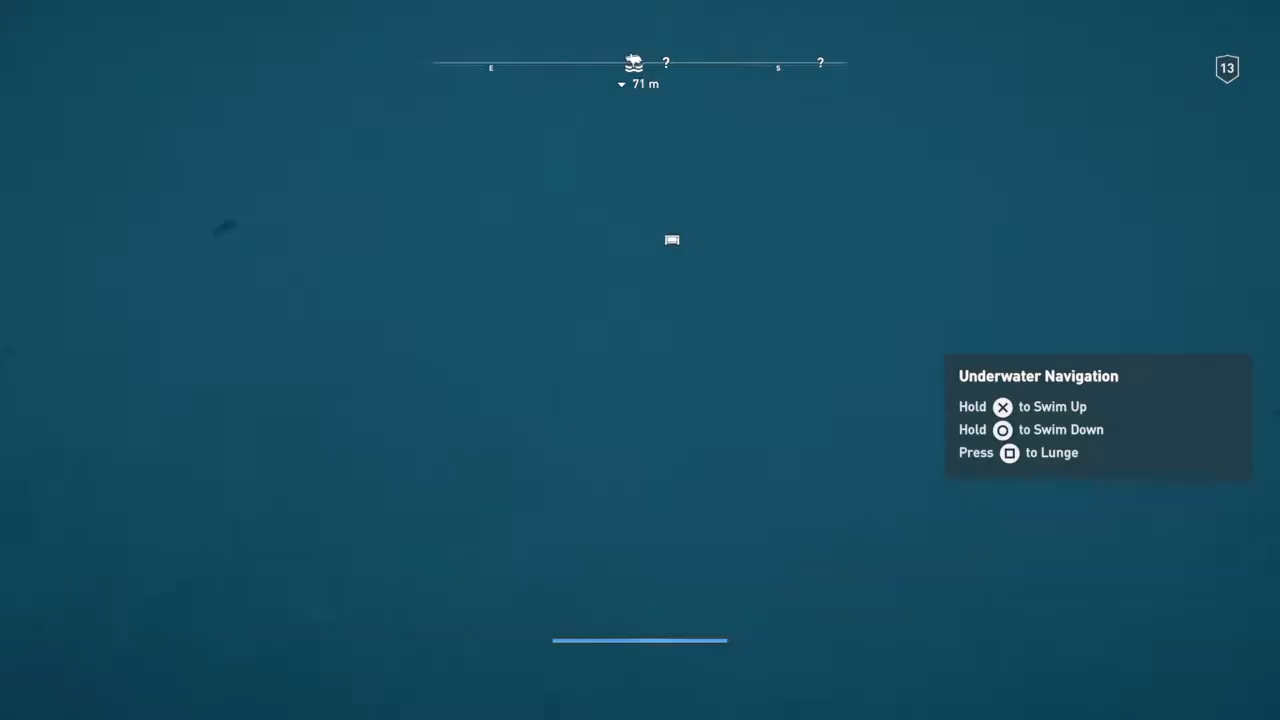 E ? S ?
71 m
13
Underwater Navigation
Hold to Swim Up
Hold to Swim Down
Press to Lunge